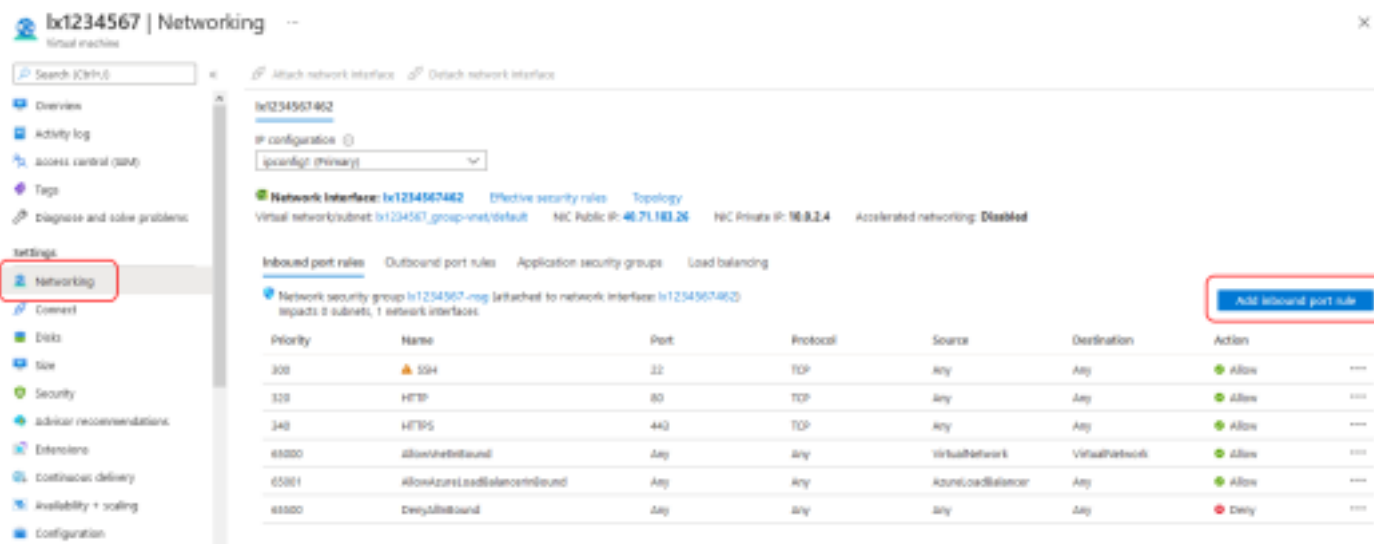 lx1234567 | Networking ...
Virtual machine
Search (Ctrl+/)
Attach network interface Detach network interface
Overview
Activity log
Access control (IAM)
Tags
Diagnose and solve problems
Settings
Networking
Connect
Disks
Size
Security
Advisor recommendations
Extensions
Continuous delivery
Availability + scaling
Configuration
lx1234567462
IP configuration
ipconfig1 (Primary)
Network Interface: lx1234567462 Effective security rules Topology
Virtual network/subnet: lx1234567_group-vnet/default NIC Public IP: 40.71.183.26 NIC Private IP: 10.0.2.4 Accelerated networking: Disabled
Inbound port rules Outbound port rules Application security groups Load balancing
Network security group lx1234567-nsg (attached to network interface: lx1234567462)
Impacts 0 subnets, 1 network interfaces
Add inbound port rule
Priority Name Port Protocol Source Destination Action
300 SSH 22 TCP Any Any Allow
320 HTTP 80 TCP Any Any Allow
340 HTTPS 443 TCP Any Any Allow
65000 AllowVnetInBound Any Any VirtualNetwork VirtualNetwork Allow
65001 AllowAzureLoadBalancerInBound Any Any AzureLoadBalancer Any Allow
65500 DenyAllInBound Any Any Any Any Deny